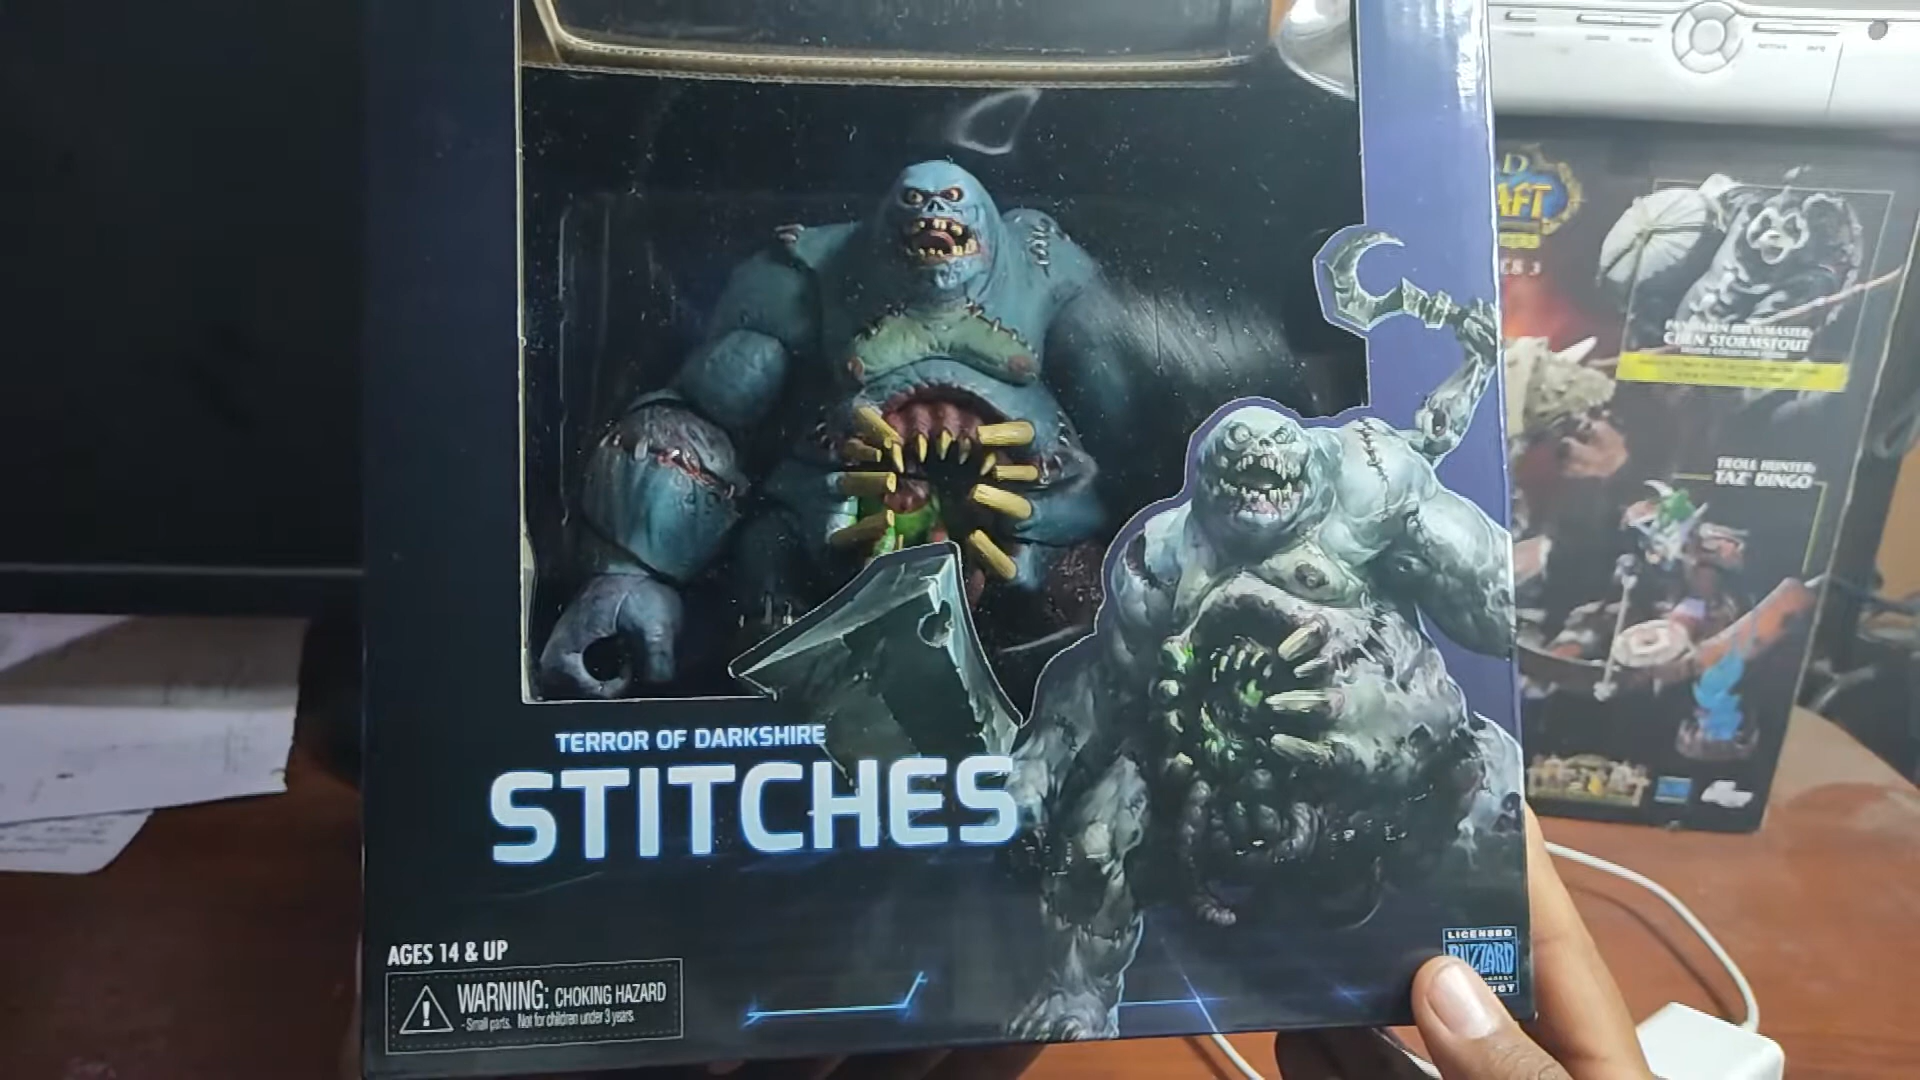 TERROR OF DARKSHIRE
STITCHES
AGES 14 & UP
WARNING: CHOKING HAZARD
- Small parts. Not for children under 3 years.
LICENSED
BLIZZARD
D
AFT
PANDAREN BREWMASTER:
CHEN STORMSTOUT
TROLL HUNTER:
TAZ' DINGO